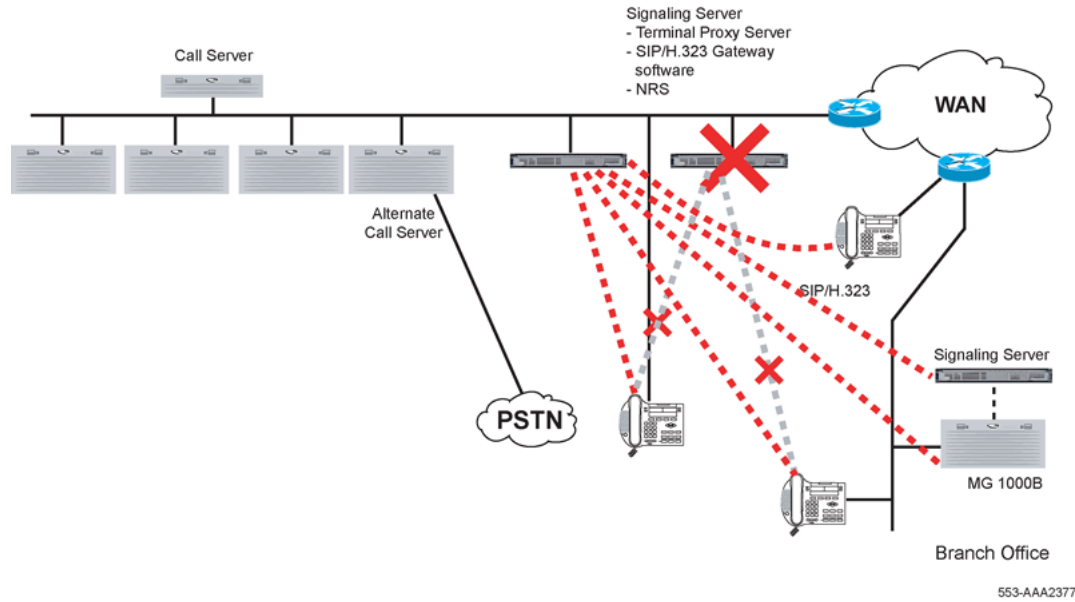 Signaling Server
- Terminal Proxy Server
- SIP/H.323 Gateway
software
- NRS
Call Server
WAN
Alternate
Call Server
SIP/H.323
Signaling Server
PSTN
MG 1000B
Branch Office
553-AAA2377